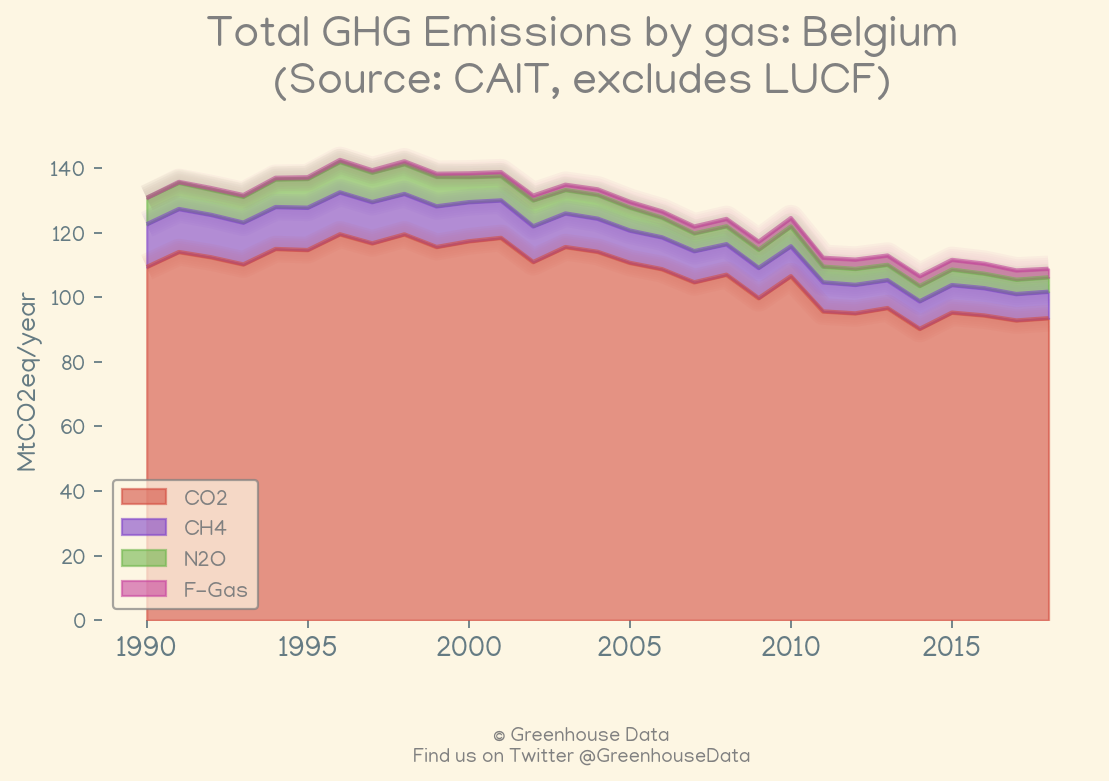 Total GHG Emissions by gas: Belgium
(Source: CAIT, excludes LUCF)
MtCO2eq/year
140
120
100
80
60
40
20
0
CO2
CH4
N2O
F-Gas
1990 1995 2000 2005 2010 2015
© Greenhouse Data
Find us on Twitter @GreenhouseData